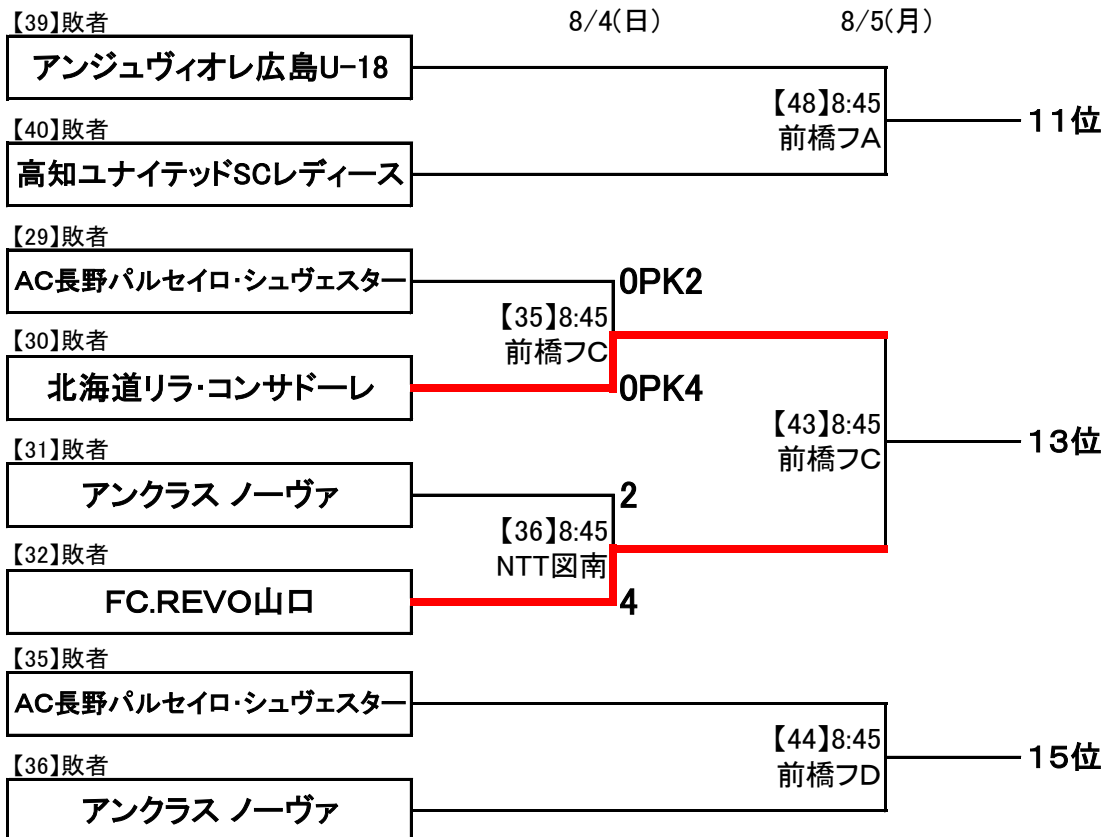 【39】敗者
8/4(日)
8/5(月)
アンジュヴィオレ広島U-18
【48】8:45
前橋フA
11位
【40】敗者
高知ユナイテッドSCレディース
【29】敗者
AC長野パルセイロ・シュヴェスター
0PK2
【35】8:45
前橋フC
【30】敗者
北海道リラ・コンサドーレ
0PK4
【43】8:45
前橋フC
13位
【31】敗者
アンクラス ノーヴァ
2
【36】8:45
NTT図南
【32】敗者
FC.REVO山口
4
【35】敗者
AC長野パルセイロ・シュヴェスター
【44】8:45
前橋フD
15位
【36】敗者
アンクラス ノーヴァ